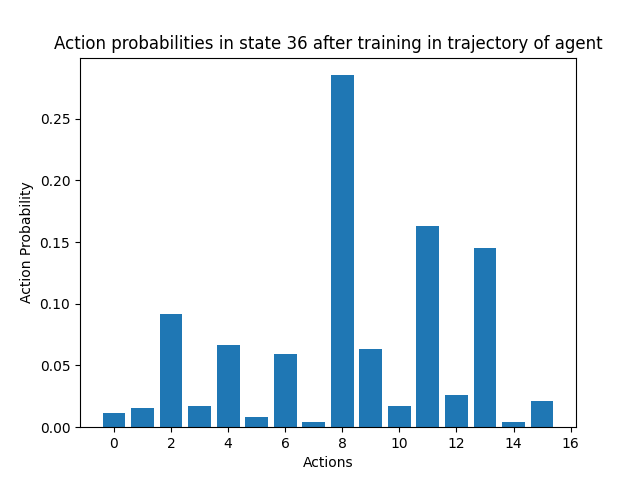 Action probabilities in state 36 after training in trajectory of agent
0.25
0.20
0.15
0.10
0.05
0.00
Action Probability
0 2 4 6 8 10 12 14 16
Actions